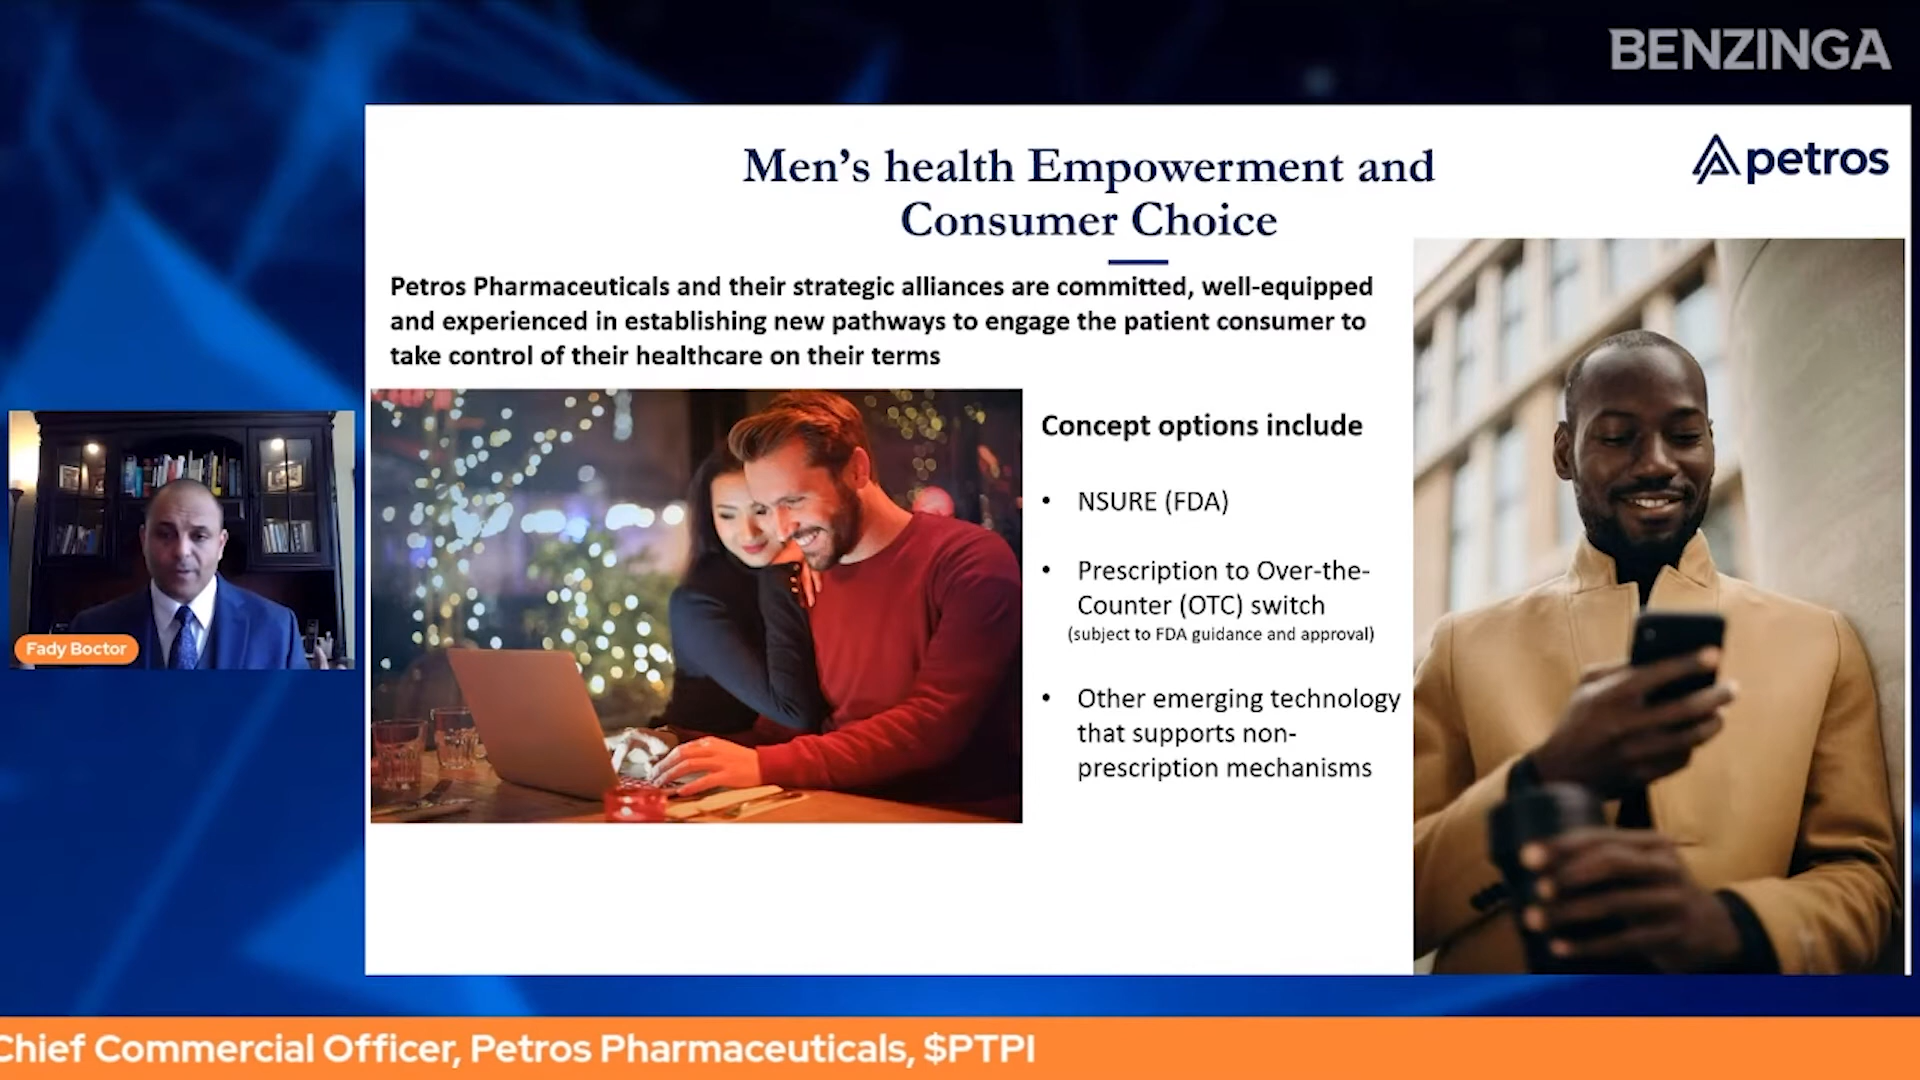 BENZINGA
petros
Men's health Empowerment and
Consumer Choice
Petros Pharmaceuticals and their strategic alliances are committed, well-equipped
and experienced in establishing new pathways to engage the patient consumer to
take control of their healthcare on their terms
Concept options include
• NSURE (FDA)
• Prescription to Over-the-
Counter (OTC) switch
(subject to FDA guidance and approval)
• Other emerging technology
that supports non-
prescription mechanisms
Fady Boctor
Chief Commercial Officer, Petros Pharmaceuticals, $PTPI